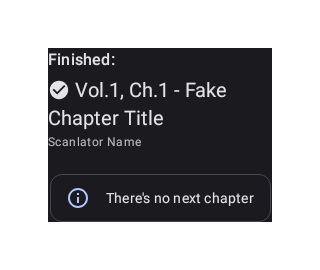 Finished:
Vol.1, Ch.1 - Fake
Chapter Title
Scanlator Name
There's no next chapter